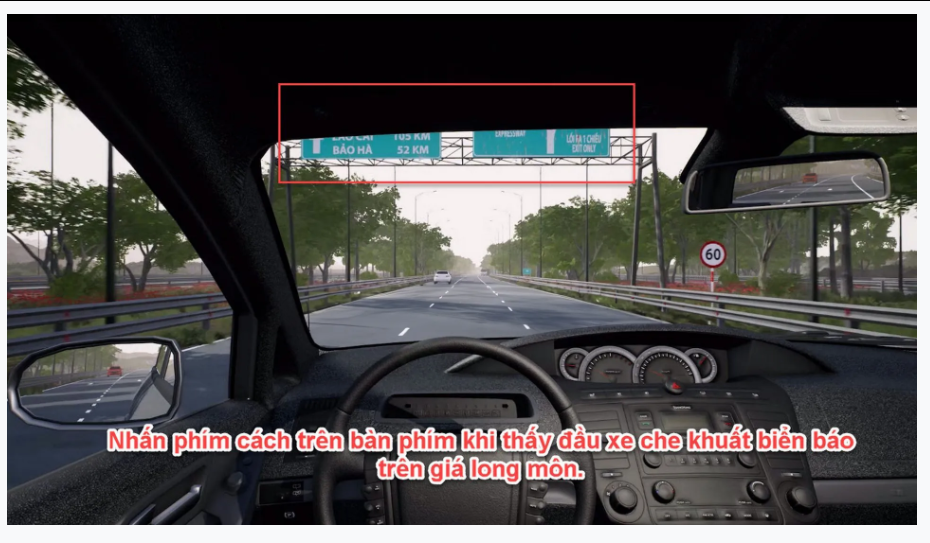 LAO CAI 105 KM
BẢO HÀ 52 KM
EXPRESSWAY
LỐI RA 1 CHIỀU
EXIT ONLY
60
Nhấn phím cách trên bàn phím khi thấy đầu xe che khuất biển báo
trên giá long môn.